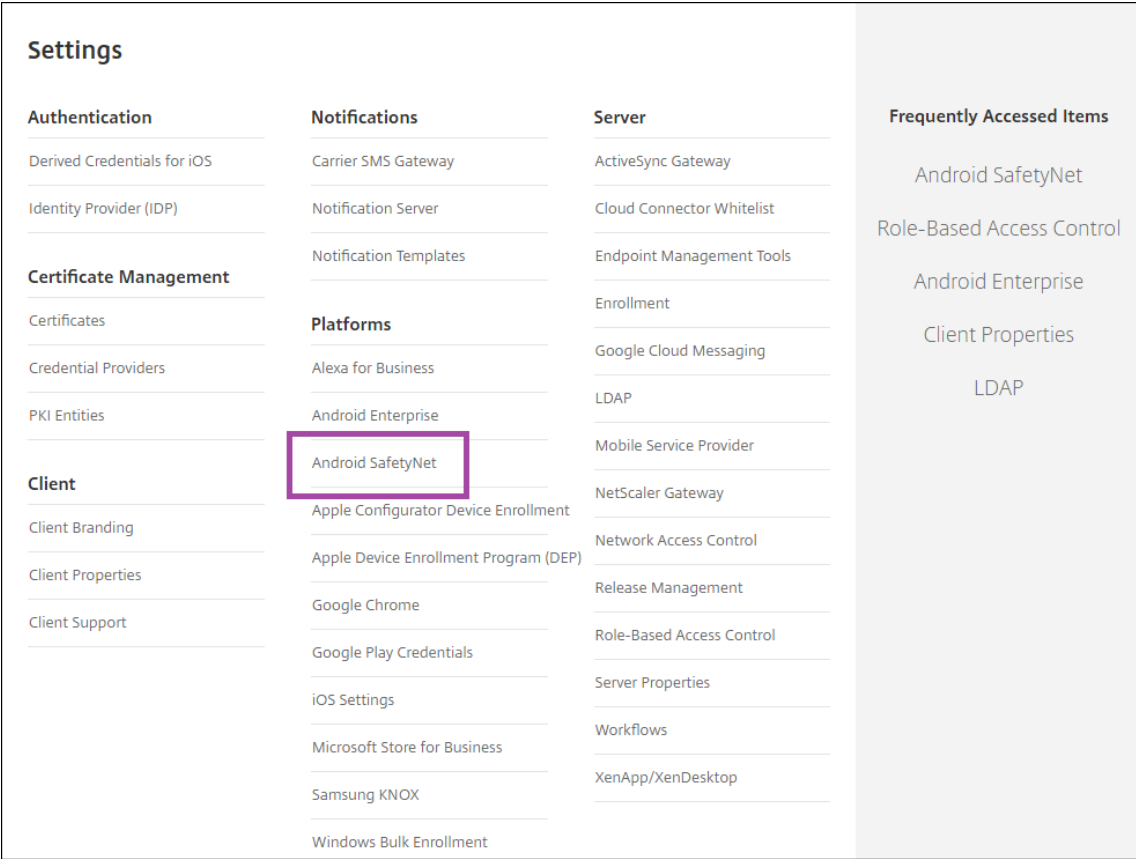 Settings
Authentication
Derived Credentials for iOS
Identity Provider (IDP)
Certificate Management
Certificates
Credential Providers
PKI Entities
Client
Client Branding
Client Properties
Client Support
Notifications
Carrier SMS Gateway
Notification Server
Notification Templates
Platforms
Alexa for Business
Android Enterprise
Android SafetyNet
Apple Configurator Device Enrollment
Apple Device Enrollment Program (DEP)
Google Chrome
Google Play Credentials
iOS Settings
Microsoft Store for Business
Samsung KNOX
Windows Bulk Enrollment
Server
ActiveSync Gateway
Cloud Connector Whitelist
Endpoint Management Tools
Enrollment
Google Cloud Messaging
LDAP
Mobile Service Provider
NetScaler Gateway
Network Access Control
Release Management
Role-Based Access Control
Server Properties
Workflows
XenApp/XenDesktop
Frequently Accessed Items
Android SafetyNet
Role-Based Access Control
Android Enterprise
Client Properties
LDAP